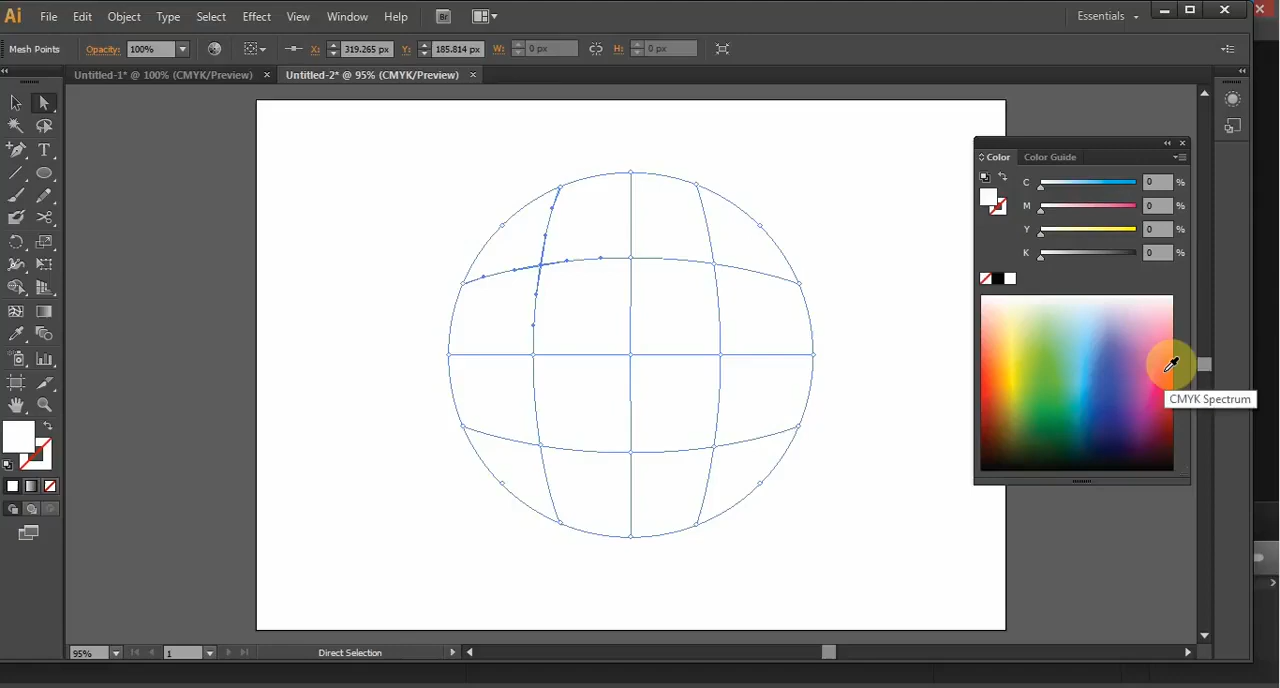 Ai File Edit Object Type Select Effect View Window Help Br Essentials
Mesh Points Opacity: 100% X: 319.265 px Y: 185.814 px W: 0 px H: 0 px
Untitled-1* @ 100% (CMYK/Preview) × Untitled-2* @ 95% (CMYK/Preview) ×
Color Color Guide
C 0 %
M 0 %
Y 0 %
K 0 %
CMYK Spectrum
T
95% 1 Direct Selection